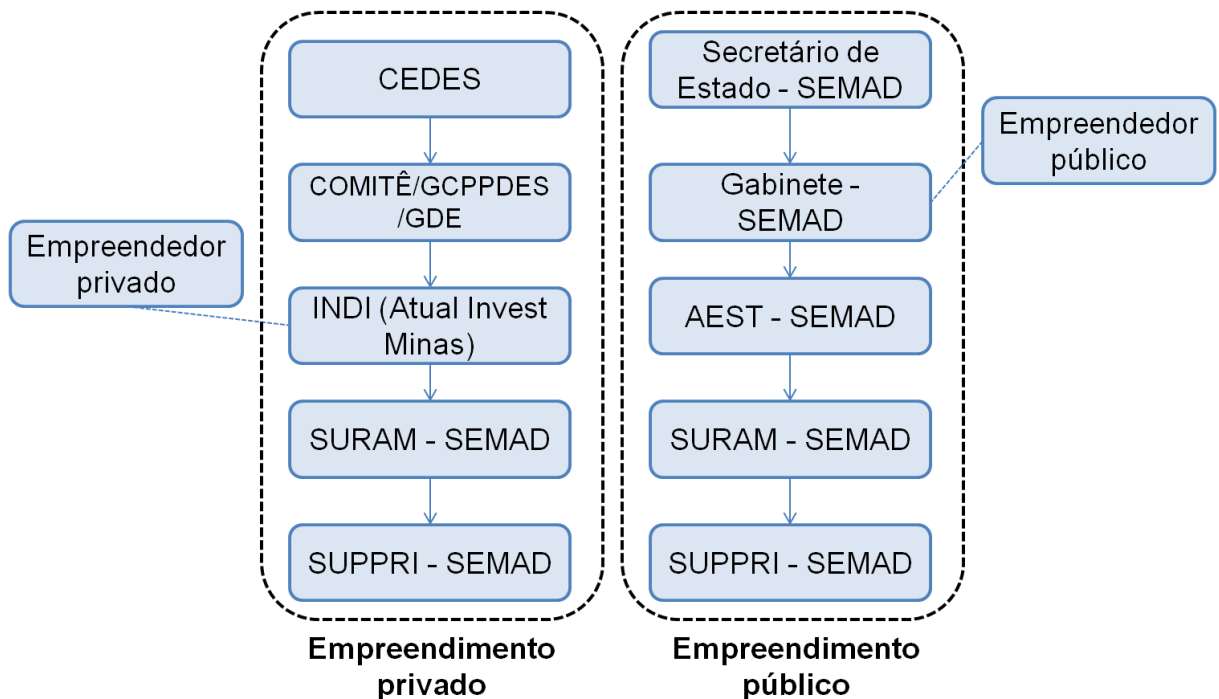 CEDES
COMITÊ/GCPPDES
/GDE
Empreendedor
privado
INDI (Atual Invest
Minas)
SURAM - SEMAD
SUPPRI - SEMAD
Empreendimento
privado
Secretário de
Estado - SEMAD
Empreendedor
público
Gabinete -
SEMAD
AEST - SEMAD
SURAM - SEMAD
SUPPRI - SEMAD
Empreendimento
público